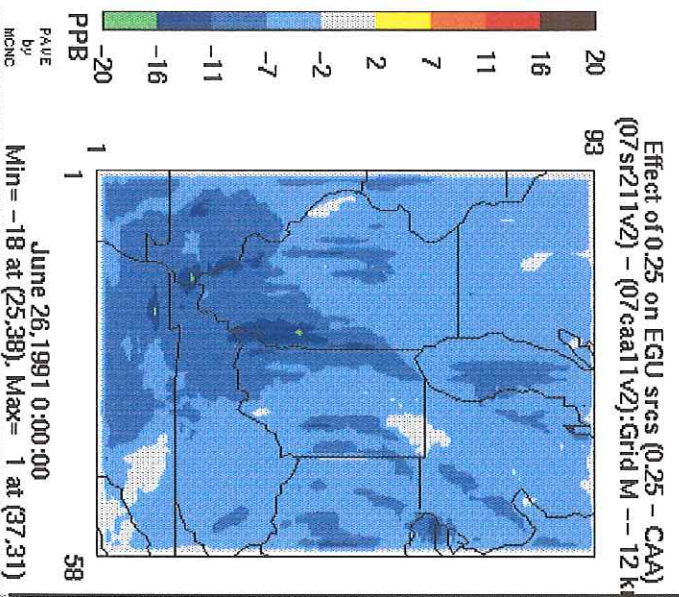 Effect of 0.25 on EGU srcs (0.25 - CAA)
(07sr211v2) - (07caa11v2):Grid M -- 12 k
20
16
11
7
2
-2
-7
-11
-16
-20
PPB
93
1
1
58
PAVE
by
MCNC
June 26,1991 0:00:00
Min= -18 at (25,38), Max= 1 at (37,31)